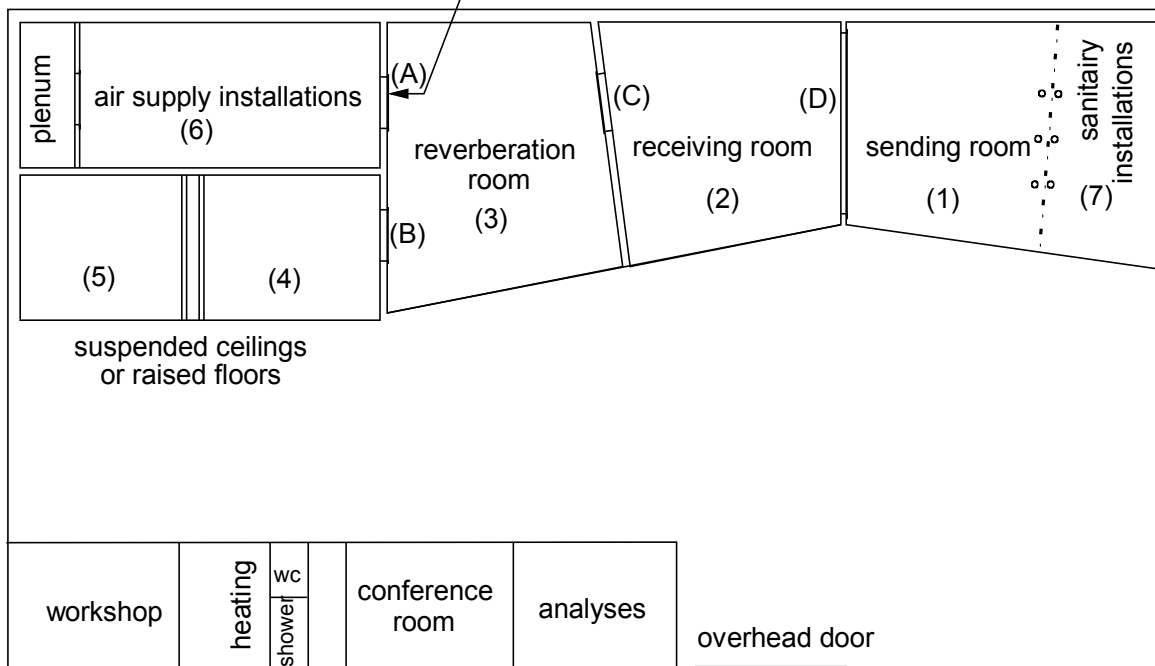 plenum
air supply installations
(6)
(A)
(B)
reverberation
room
(3)
(C)
receiving room
(2)
(D)
sending room
(1)
sanitairy
installations
(7)
(5)
(4)
suspended ceilings
or raised floors
workshop
heating
wc
shower
conference
room
analyses
overhead door